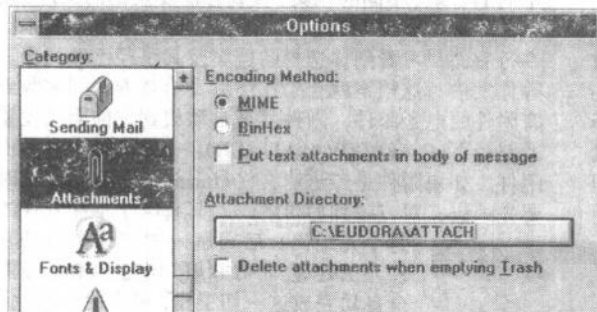 Options
Category:
Sending Mail
Attachments
Fonts & Display
Encoding Method:
MIME
BinHex
Put text attachments in body of message
Attachment Directory:
C:\EUDORA\ATTACH
Delete attachments when emptying Trash